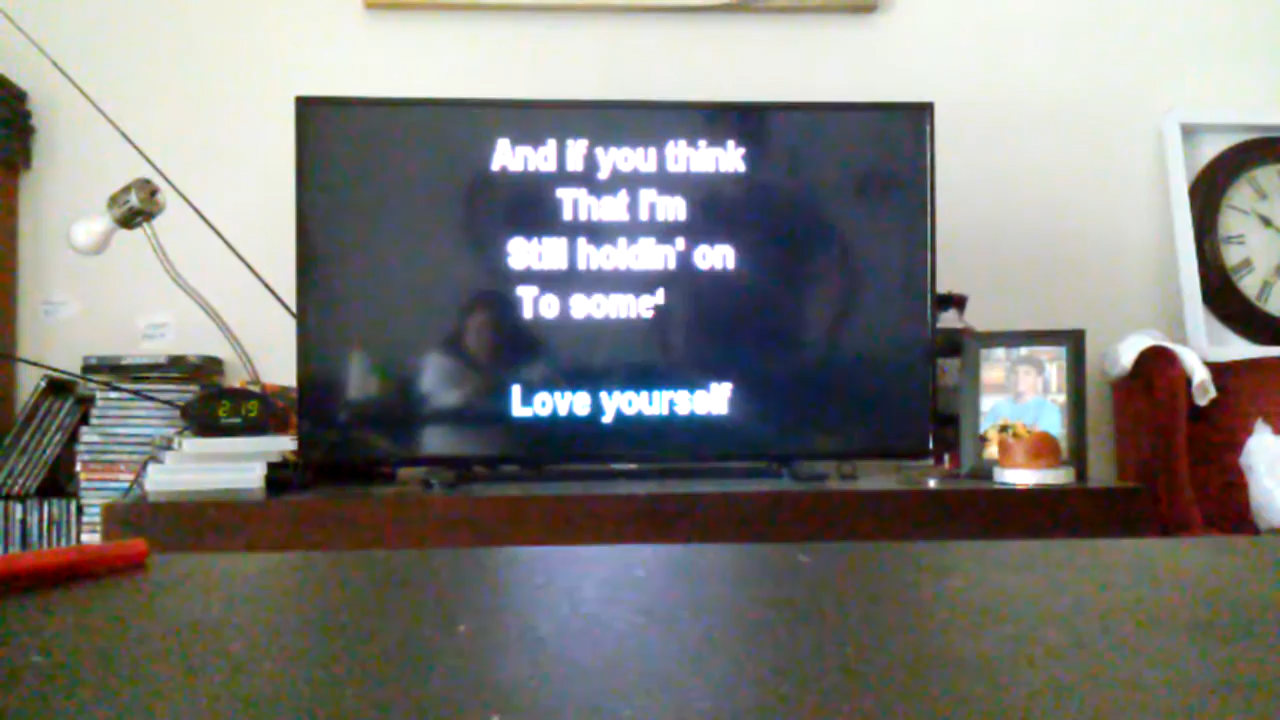 And if you think
That I'm
Still holdin' on
To some'
Love yourself
2 19